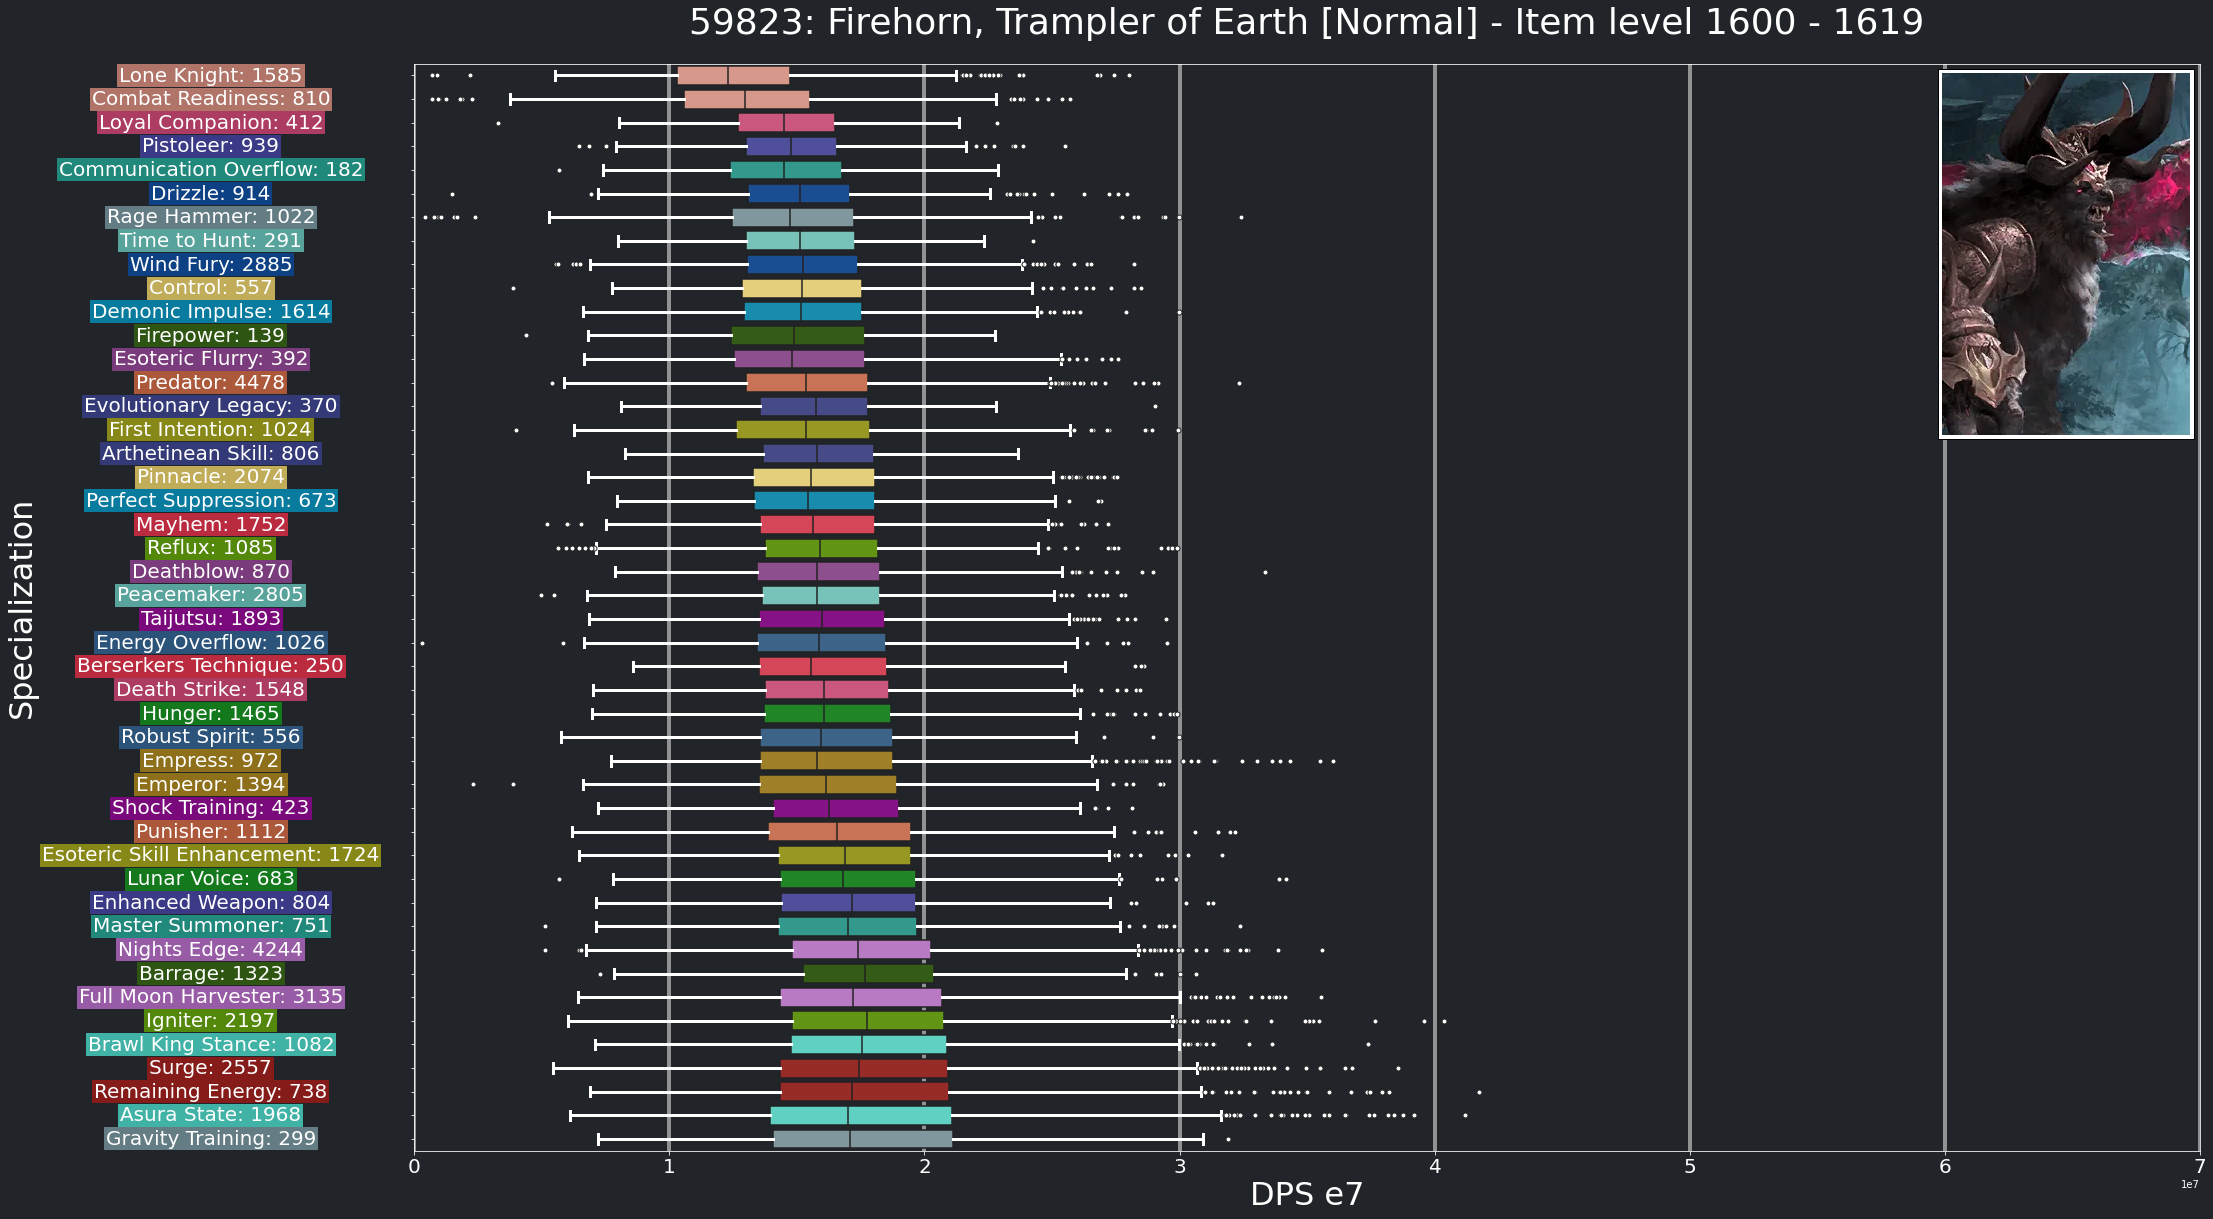 59823: Firehorn, Trampler of Earth [Normal] - Item level 1600 - 1619
Lone Knight: 1585
Combat Readiness: 810
Loyal Companion: 412
Pistoleer: 939
Communication Overflow: 182
Drizzle: 914
Rage Hammer: 1022
Time to Hunt: 291
Wind Fury: 2885
Control: 557
Demonic Impulse: 1614
Firepower: 139
Esoteric Flurry: 392
Predator: 4478
Evolutionary Legacy: 370
First Intention: 1024
Arthetinean Skill: 806
Pinnacle: 2074
Perfect Suppression: 673
Mayhem: 1752
Reflux: 1085
Deathblow: 870
Peacemaker: 2805
Taijutsu: 1893
Energy Overflow: 1026
Berserkers Technique: 250
Death Strike: 1548
Hunger: 1465
Robust Spirit: 556
Empress: 972
Emperor: 1394
Shock Training: 423
Punisher: 1112
Esoteric Skill Enhancement: 1724
Lunar Voice: 683
Enhanced Weapon: 804
Master Summoner: 751
Nights Edge: 4244
Barrage: 1323
Full Moon Harvester: 3135
Igniter: 2197
Brawl King Stance: 1082
Surge: 2557
Remaining Energy: 738
Asura State: 1968
Gravity Training: 299
Specialization
0 1 2 3 4 5 6 7
1e7
DPS e7